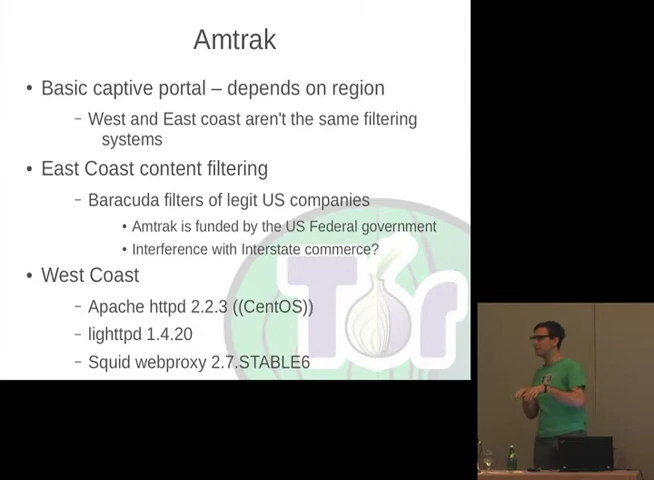 Amtrak
• Basic captive portal – depends on region
– West and East coast aren't the same filtering
systems
• East Coast content filtering
– Baracuda filters of legit US companies
• Amtrak is funded by the US Federal government
• Interference with Interstate commerce?
• West Coast
– Apache httpd 2.2.3 ((CentOS))
– lighttpd 1.4.20
– Squid webproxy 2.7.STABLE6
Tor